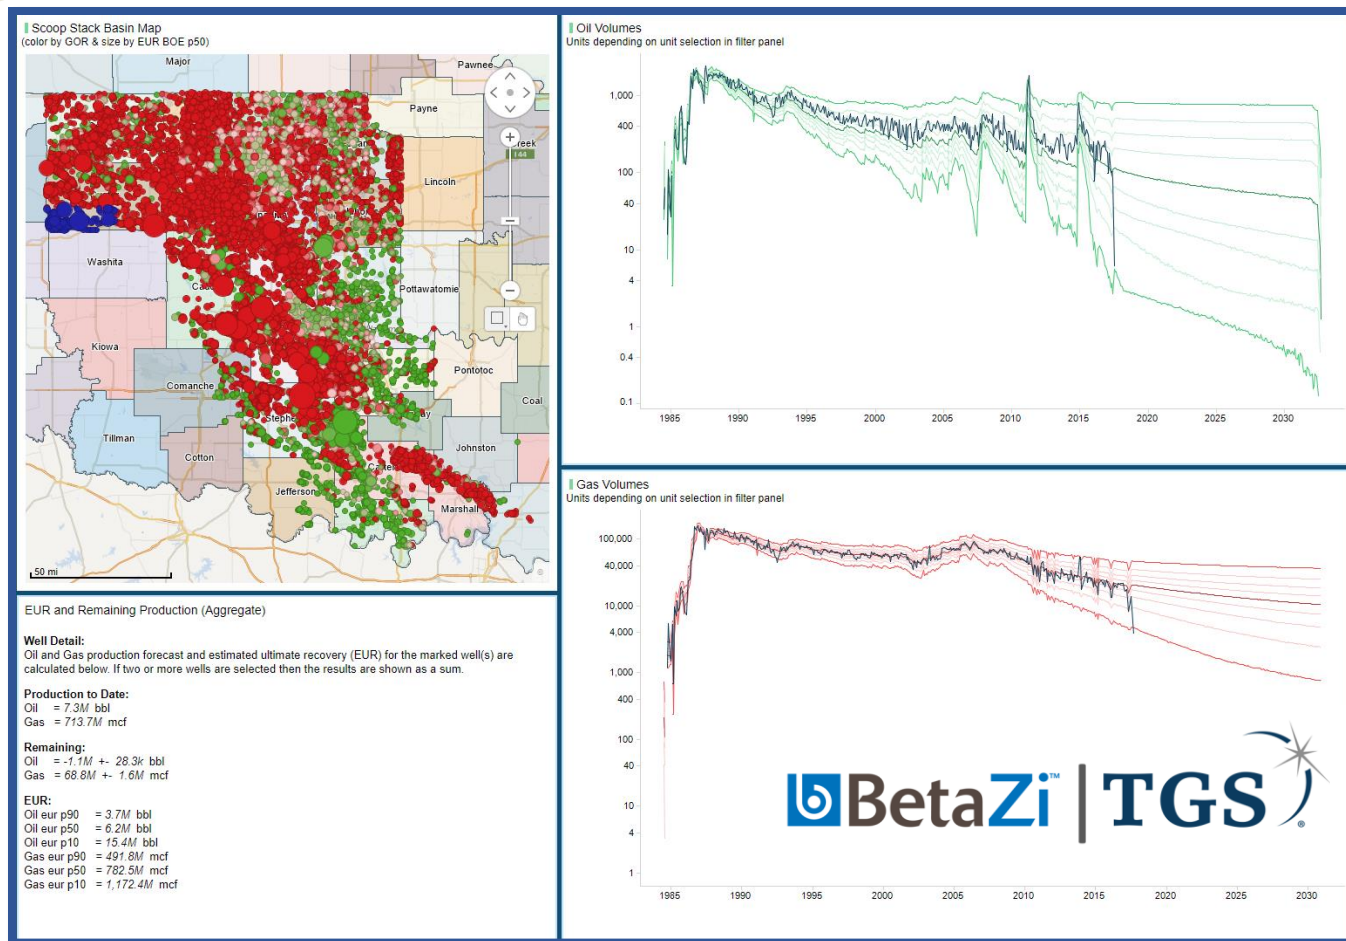 Scoop Stack Basin Map
(color by GOR & size by EUR BOE p50)
Major
Pawnee
Payne
reek
I 44
Lincoln
Washita
Pottawatomie
Kiowa
Comanche
Pontotoc
Coal
Tillman
Stephe
ay
Cotton
Johnston
Carter
Jefferson
Marshall
50 mi
EUR and Remaining Production (Aggregate)
Well Detail:
Oil and Gas production forecast and estimated ultimate recovery (EUR) for the marked well(s) are
calculated below. If two or more wells are selected then the results are shown as a sum.
Production to Date:
Oil = 7.3M bbl
Gas = 713.7M mcf
Remaining:
Oil = -1.1M +- 28.3k bbl
Gas = 68.8M +- 1.6M mcf
EUR:
Oil eur p90 = 3.7M bbl
Oil eur p50 = 6.2M bbl
Oil eur p10 = 15.4M bbl
Gas eur p90 = 491.8M mcf
Gas eur p50 = 782.5M mcf
Gas eur p10 = 1,172.4M mcf
Oil Volumes
Units depending on unit selection in filter panel
1,000
400
100
40
10
4
1
0.4
0.1
1985 1990 1995 2000 2005 2010 2015 2020 2025 2030
Gas Volumes
Units depending on unit selection in filter panel
100,000
40,000
10,000
4,000
1,000
400
100
40
10
4
1
1985 1990 1995 2000 2005 2010 2015 2020 2025 2030
BetaZi™ | TGS®